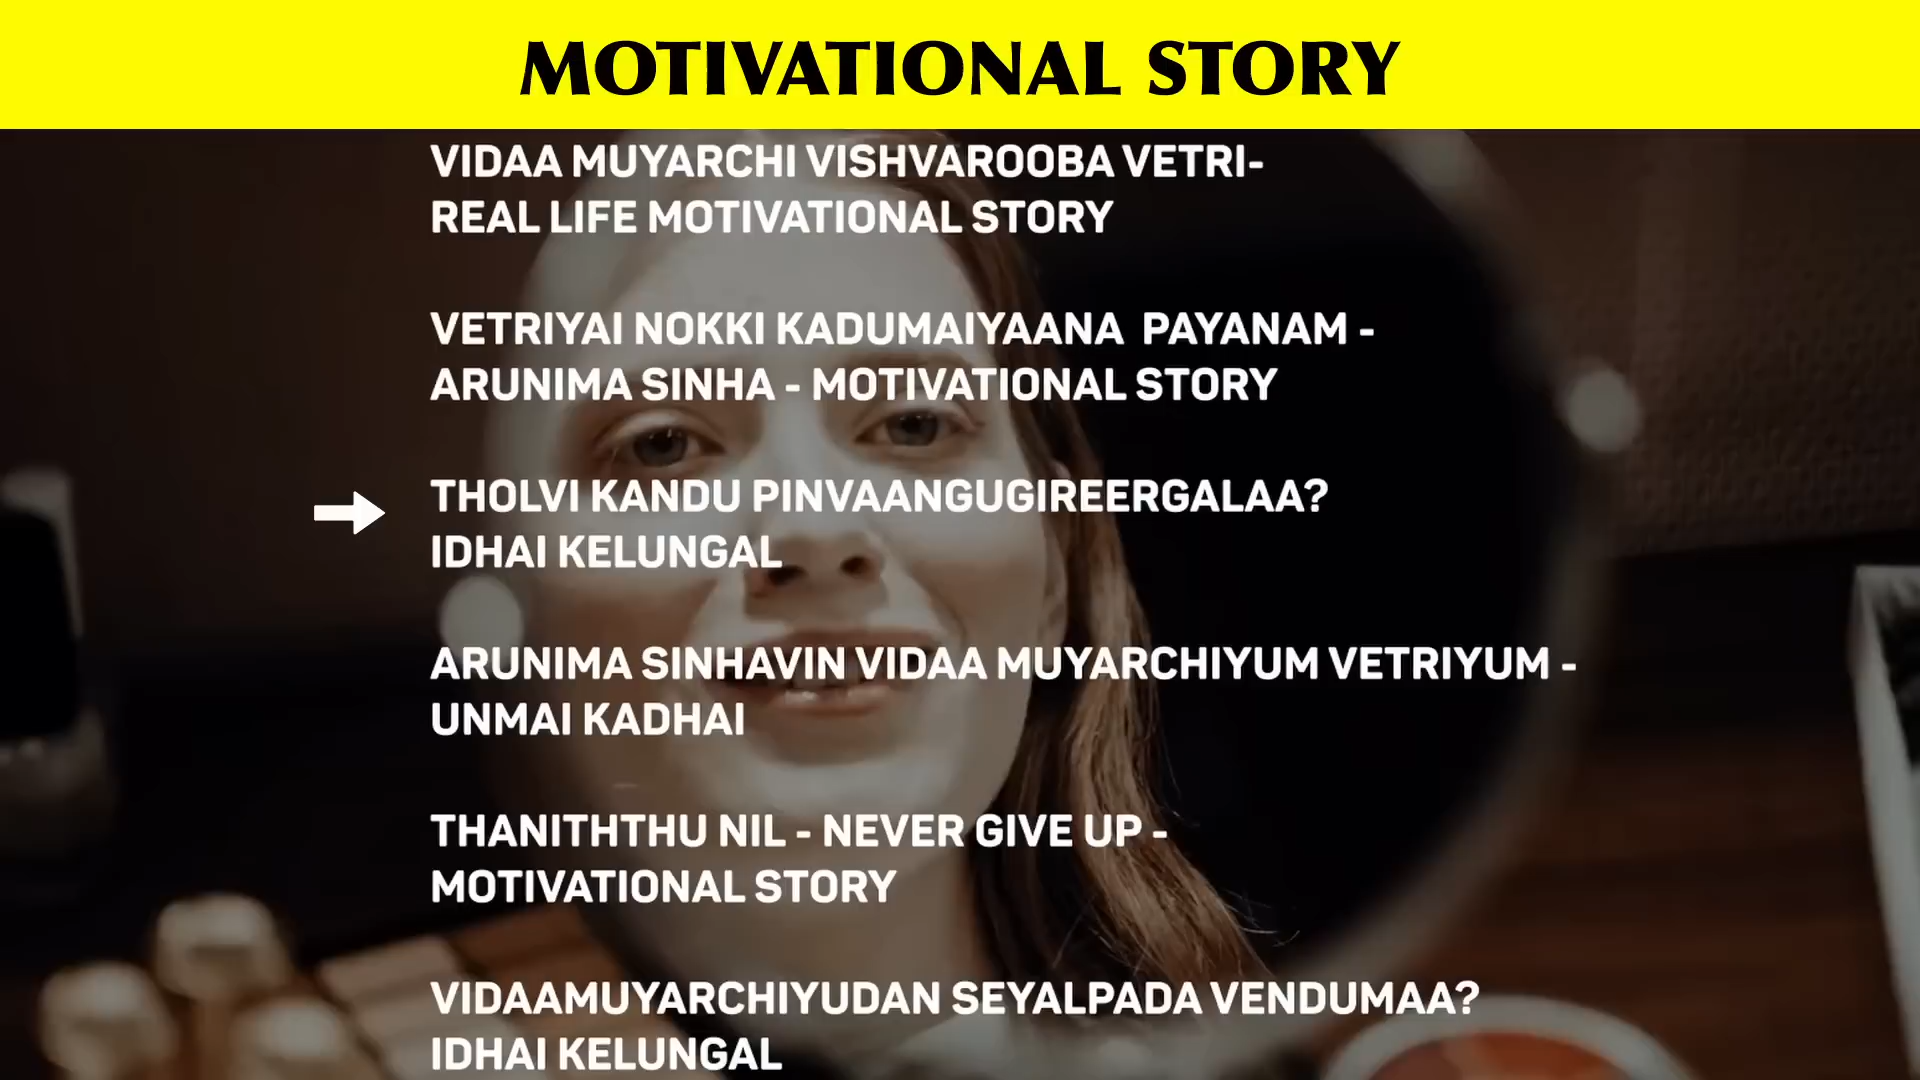 MOTIVATIONAL STORY
VIDAA MUYARCHI VISHVAROOBA VETRI-
REAL LIFE MOTIVATIONAL STORY
VETRIYAI NOKKI KADUMAIYAANA PAYANAM -
ARUNIMA SINHA - MOTIVATIONAL STORY
THOLVI KANDU PINVAANGUGIREERGALAA?
IDHAI KELUNGAL
ARUNIMA SINHAVIN VIDAA MUYARCHIYUM VETRIYUM -
UNMAI KADHAI
THANITHTHU NIL - NEVER GIVE UP -
MOTIVATIONAL STORY
VIDAAMUYARCHIYUDAN SEYALPADA VENDUMAA?
IDHAI KELUNGAL